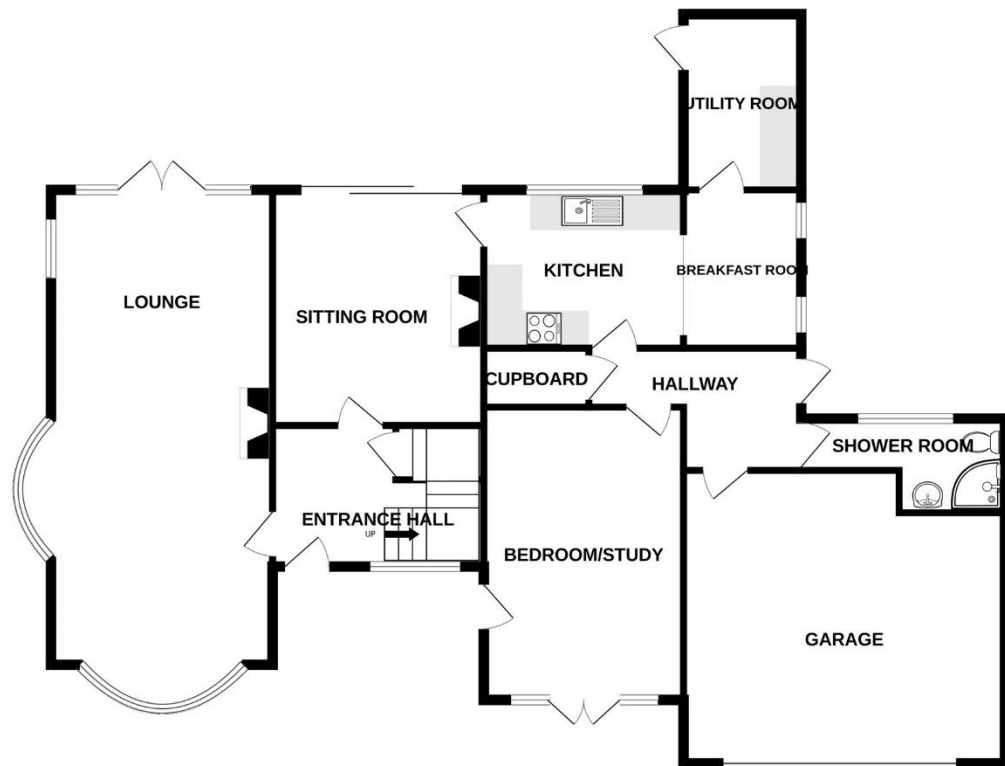 UTILITY ROOM
LOUNGE
SITTING ROOM
KITCHEN
BREAKFAST ROOM
CUPBOARD
HALLWAY
SHOWER ROOM
ENTRANCE HALL
UP
BEDROOM/STUDY
GARAGE